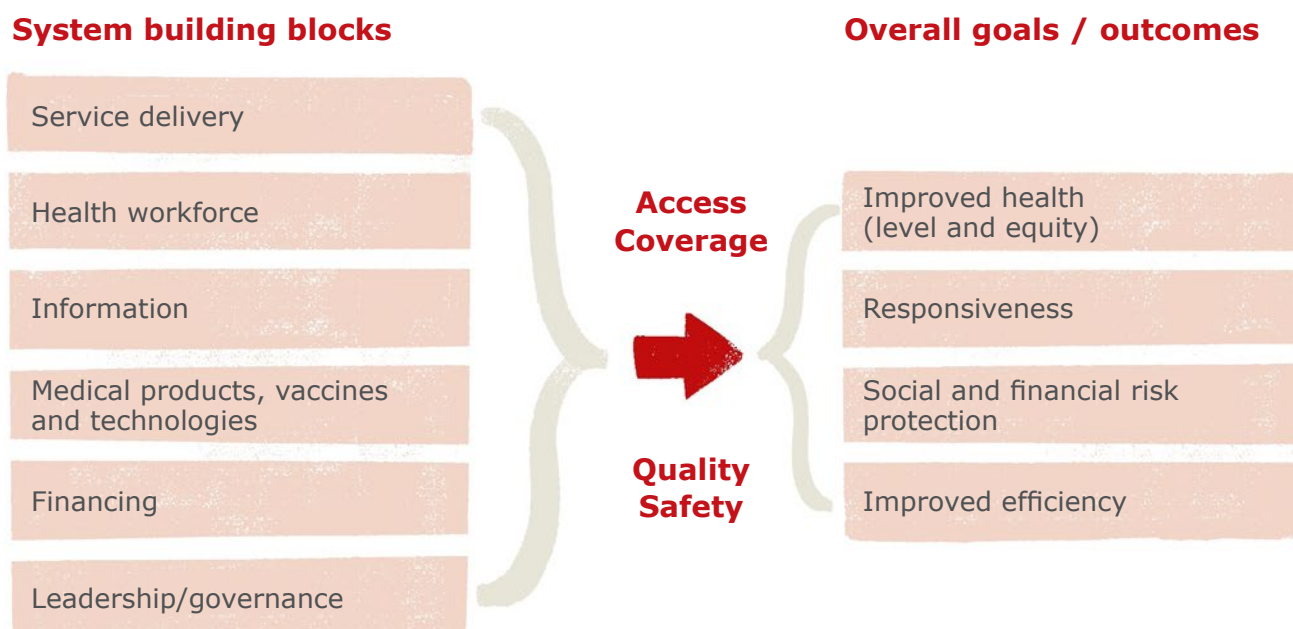 System building blocks
Service delivery
Health workforce
Information
Medical products, vaccines
and technologies
Financing
Leadership/governance
Access
Coverage
Quality
Safety
Overall goals / outcomes
Improved health
(level and equity)
Responsiveness
Social and financial risk
protection
Improved efficiency